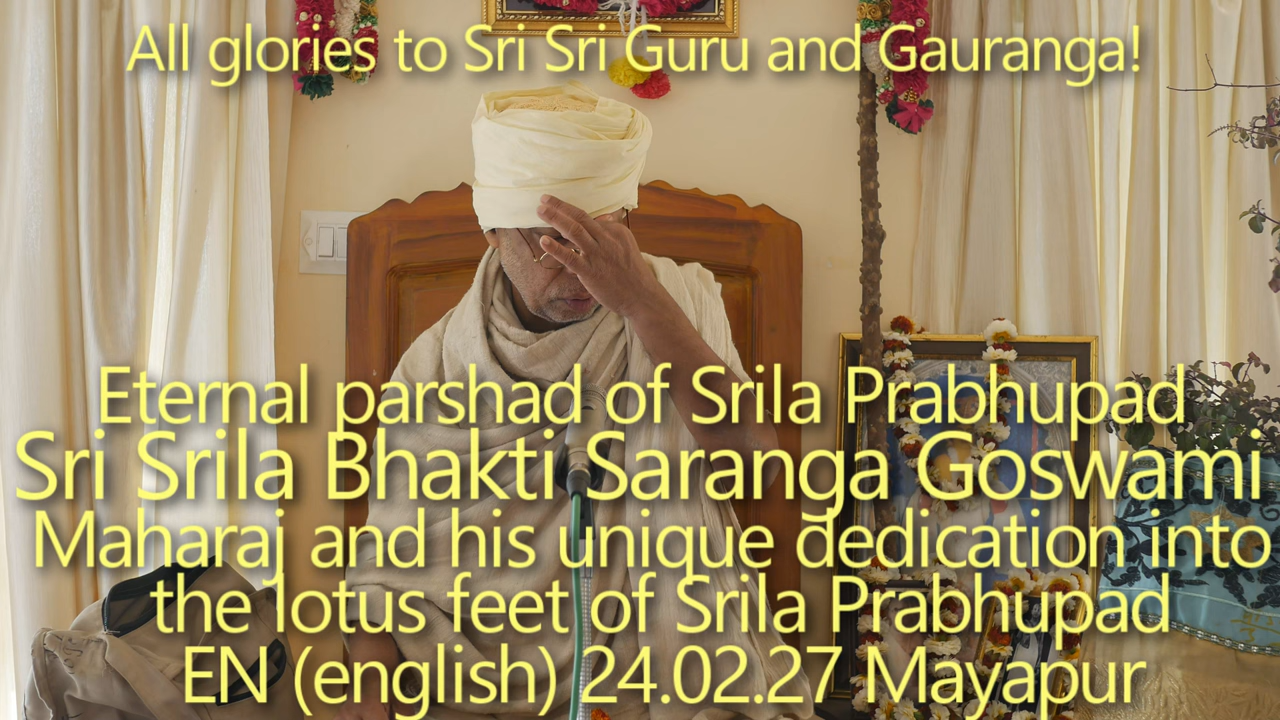 All glories to Sri Sri Guru and Gauranga!
Eternal parshad of Srila Prabhupad
Sri Srila Bhakti Saranga Goswami
Maharaj and his unique dedication into
the lotus feet of Srila Prabhupad
EN (english) 24.02.27 Mayapur